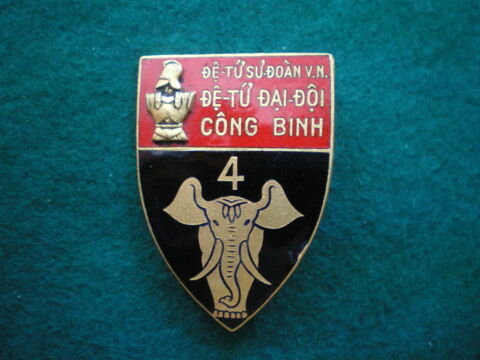 ĐỆ-TỨ SƯ-ĐOÀN V.N.
ĐỆ-TỨ ĐẠI-ĐỘI
CÔNG BINH
4